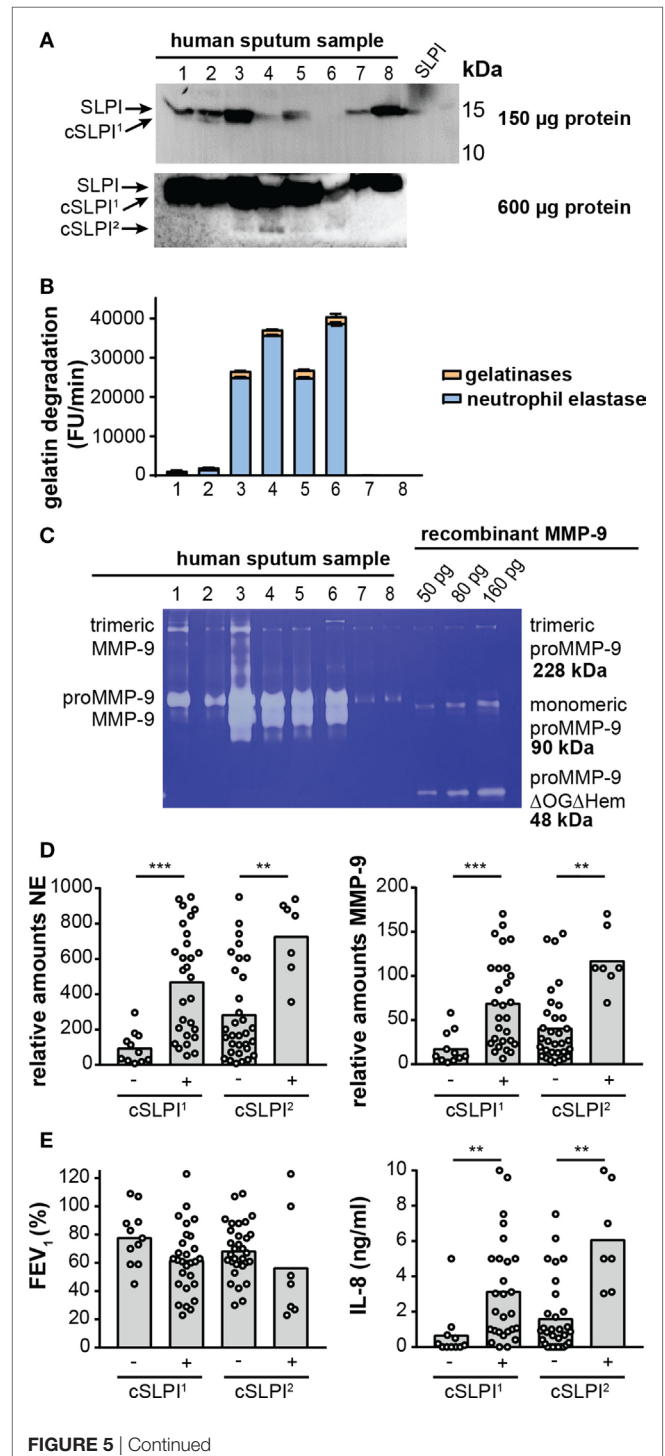 A
human sputum sample
1 2 3 4 5 6 7 8 SLPI kDa
SLPI
cSLPI¹
15
10
150 µg protein
SLPI
cSLPI¹
cSLPI²
600 µg protein
B
gelatin degradation
(FU/min)
40000
30000
20000
10000
0
1 2 3 4 5 6 7 8
gelatinases
neutrophil elastase
C
recombinant MMP-9
human sputum sample
1 2 3 4 5 6 7 8 50 pg 80 pg 160 pg
trimeric
MMP-9
proMMP-9
MMP-9
trimeric
proMMP-9
228 kDa
monomeric
proMMP-9
90 kDa
proMMP-9
ΔOGΔHem
48 kDa
D
relative amounts NE
1000
800
600
400
200
0
*** **
- + - +
cSLPI¹ cSLPI²
relative amounts MMP-9
200
150
100
50
0
*** **
- + - +
cSLPI¹ cSLPI²
E
FEV₁ (%)
120
100
80
60
40
20
0
- + - +
cSLPI¹ cSLPI²
IL-8 (ng/ml)
10
8
6
4
2
0
** **
- + - +
cSLPI¹ cSLPI²
FIGURE 5 | Continued